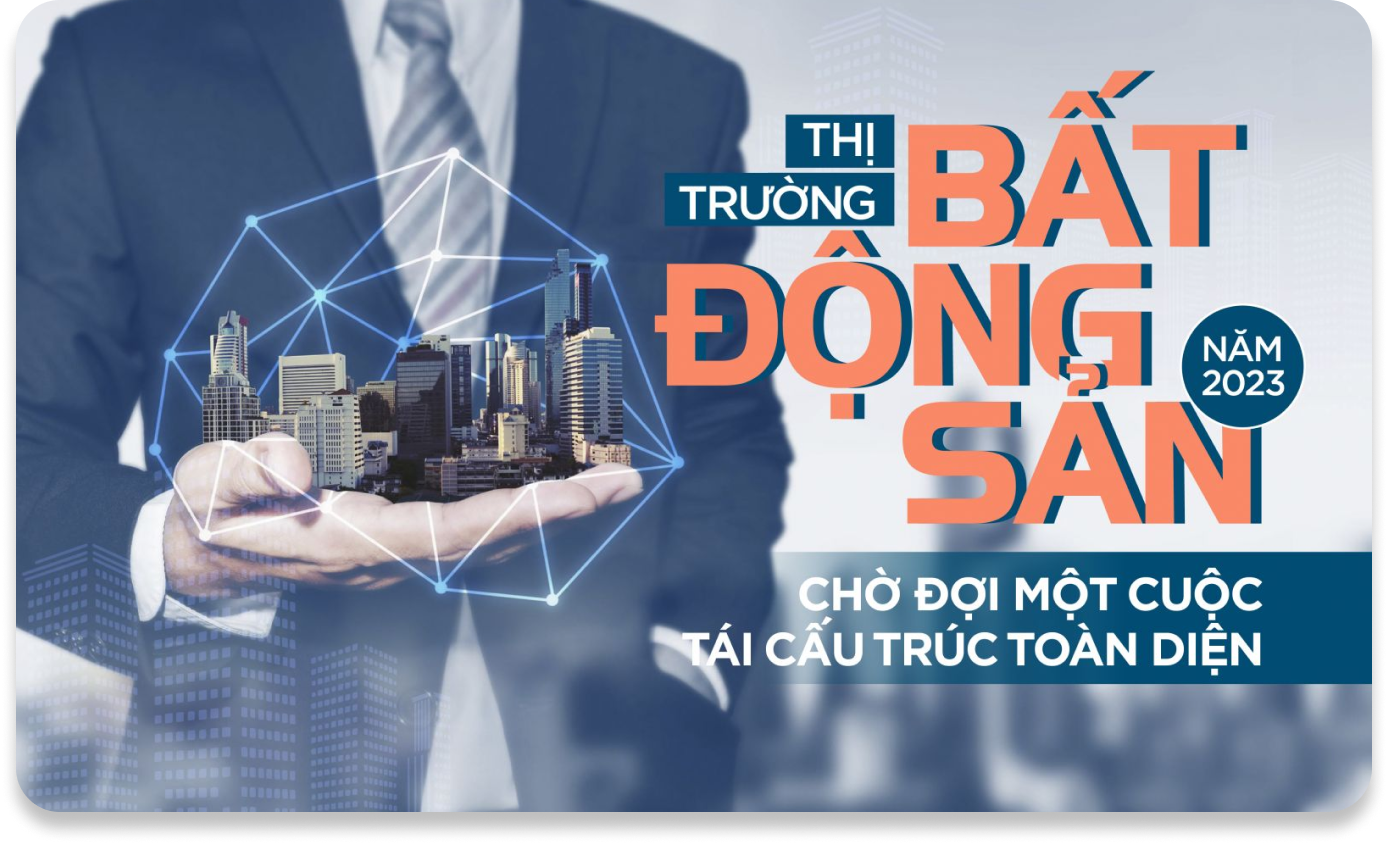 THỊ
TRƯỜNG
BẤT
ĐỘNG
SẢN
NĂM
2023
CHỜ ĐỢI MỘT CUỘC
TÁI CẤU TRÚC TOÀN DIỆN